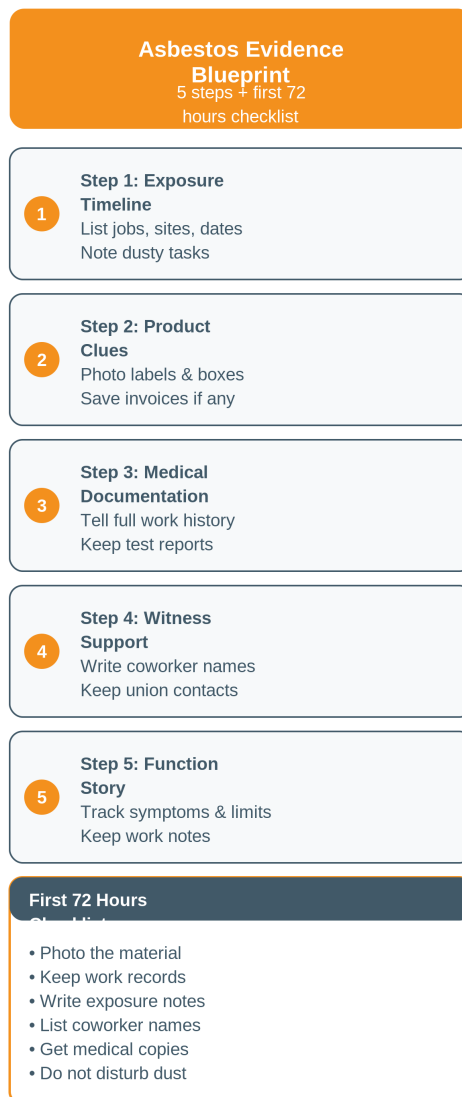 Asbestos Evidence
Blueprint
5 steps + first 72
hours checklist
1
Step 1: Exposure
Timeline
List jobs, sites, dates
Note dusty tasks
2
Step 2: Product
Clues
Photo labels & boxes
Save invoices if any
3
Step 3: Medical
Documentation
Tell full work history
Keep test reports
4
Step 4: Witness
Support
Write coworker names
Keep union contacts
5
Step 5: Function
Story
Track symptoms & limits
Keep work notes
First 72 Hours
Checklist
• Photo the material
• Keep work records
• Write exposure notes
• List coworker names
• Get medical copies
• Do not disturb dust